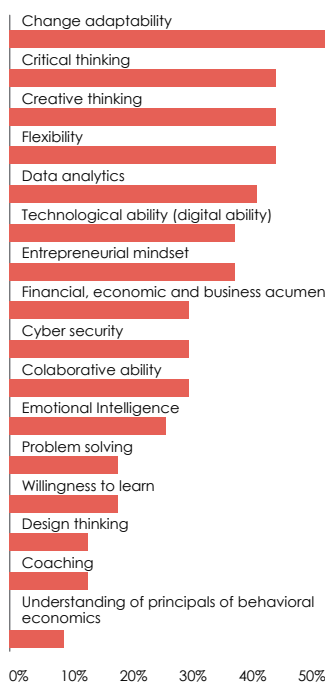 Change adaptability
Critical thinking
Creative thinking
Flexibility
Data analytics
Technological ability (digital ability)
Entrepreneurial mindset
Financial, economic and business acumen
Cyber security
Colaborative ability
Emotional Intelligence
Problem solving
Willingness to learn
Design thinking
Coaching
Understanding of principals of behavioral
economics
0% 10% 20% 30% 40% 50%